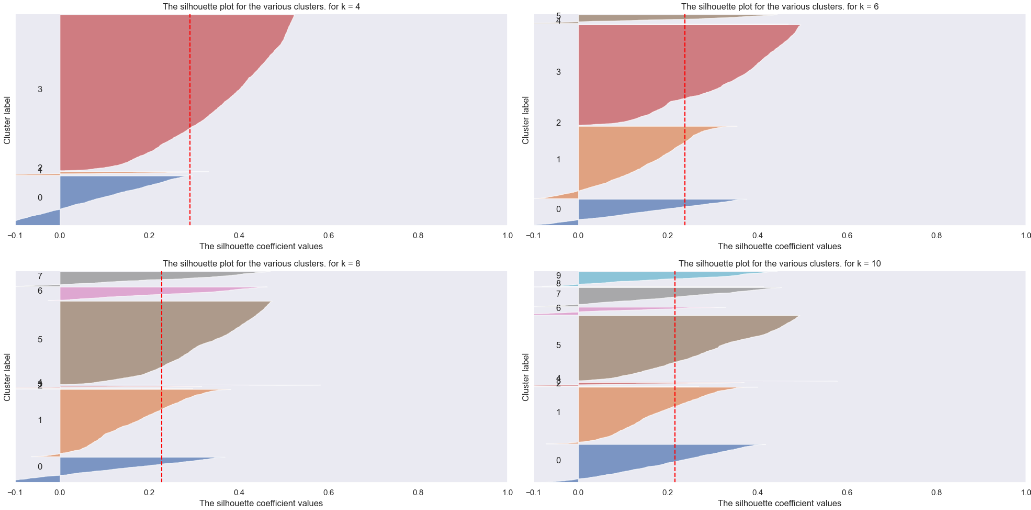 The silhouette plot for the various clusters. for k = 4
Cluster label
3
2
1
0
−0.1 0.0 0.2 0.4 0.6 0.8 1.0
The silhouette coefficient values
The silhouette plot for the various clusters. for k = 6
Cluster label
5
4
3
2
1
0
−0.1 0.0 0.2 0.4 0.6 0.8 1.0
The silhouette coefficient values
The silhouette plot for the various clusters. for k = 8
Cluster label
7
6
5
4
2
1
0
−0.1 0.0 0.2 0.4 0.6 0.8 1.0
The silhouette coefficient values
The silhouette plot for the various clusters. for k = 10
Cluster label
9
8
7
6
5
4
2
1
0
−0.1 0.0 0.2 0.4 0.6 0.8 1.0
The silhouette coefficient values